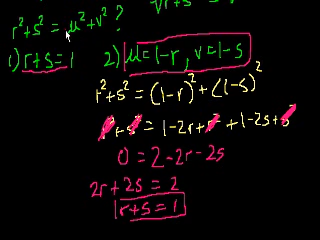 √r+s = ?
r²+s² = u²+v² ?
1) r+s=1 2) u=1-r, v=1-s
r²+s² = (1-r)²+(1-s)²
r²+s² = 1-2r+r²+1-2s+s²
0 = 2-2r-2s
2r+2s = 2
r+s = 1